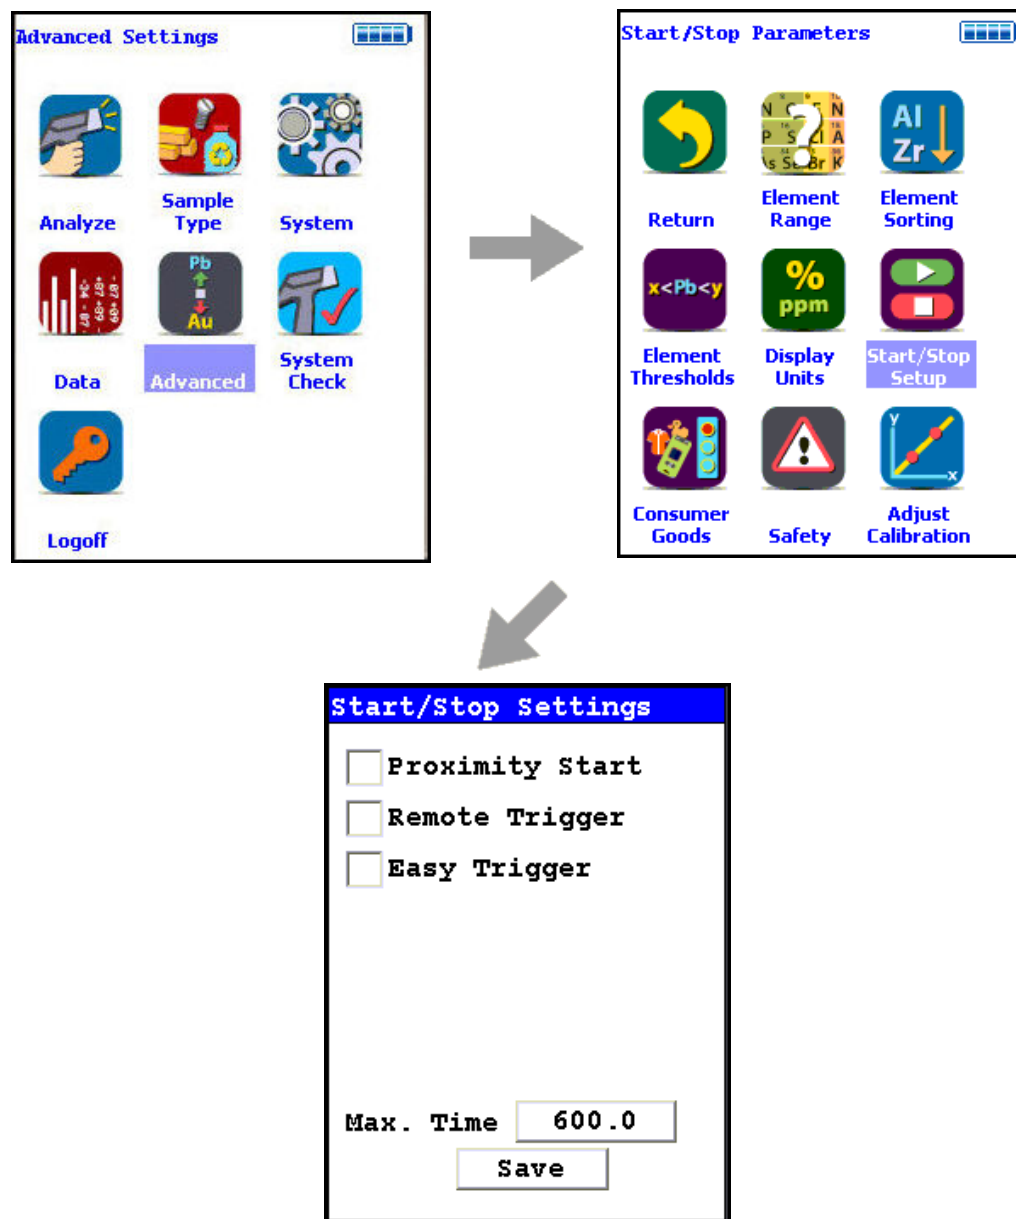 Advanced Settings
Analyze
Sample
Type
System
Pb
Au
Data
Advanced
System
Check
Logoff
Start/Stop Parameters
Return
Element
Range
Al
Zr
Element
Sorting
x<Pb<y
Element
Thresholds
%
ppm
Display
Units
Start/Stop
Setup
Consumer
Goods
!
Safety
y
x
Adjust
Calibration
Start/Stop Settings
Proximity Start
Remote Trigger
Easy Trigger
Max. Time 600.0
Save